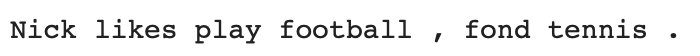 Nick likes play football , fond tennis .